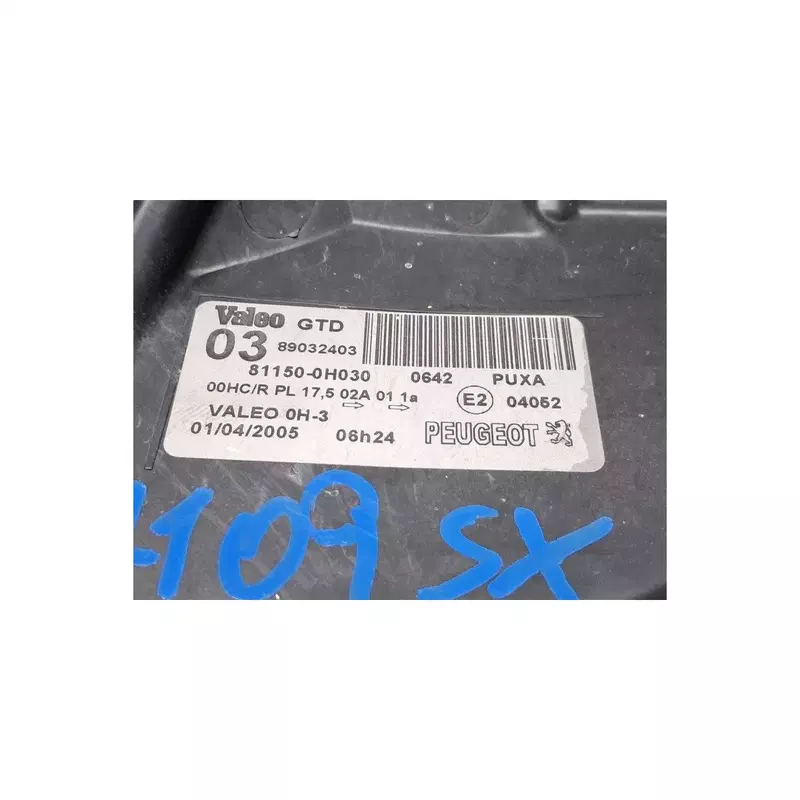 Valeo GTD
03 89032403
81150-0H030 0642 PUXA
00HC/R PL 17,5 02A 01 1a E2 04052
VALEO 0H-3
01/04/2005 06h24 PEUGEOT
109 SX